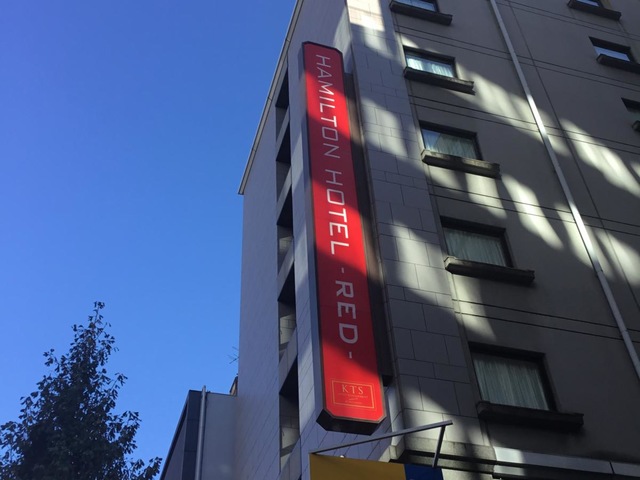 HAMILTON HOTEL - RED -
KTS